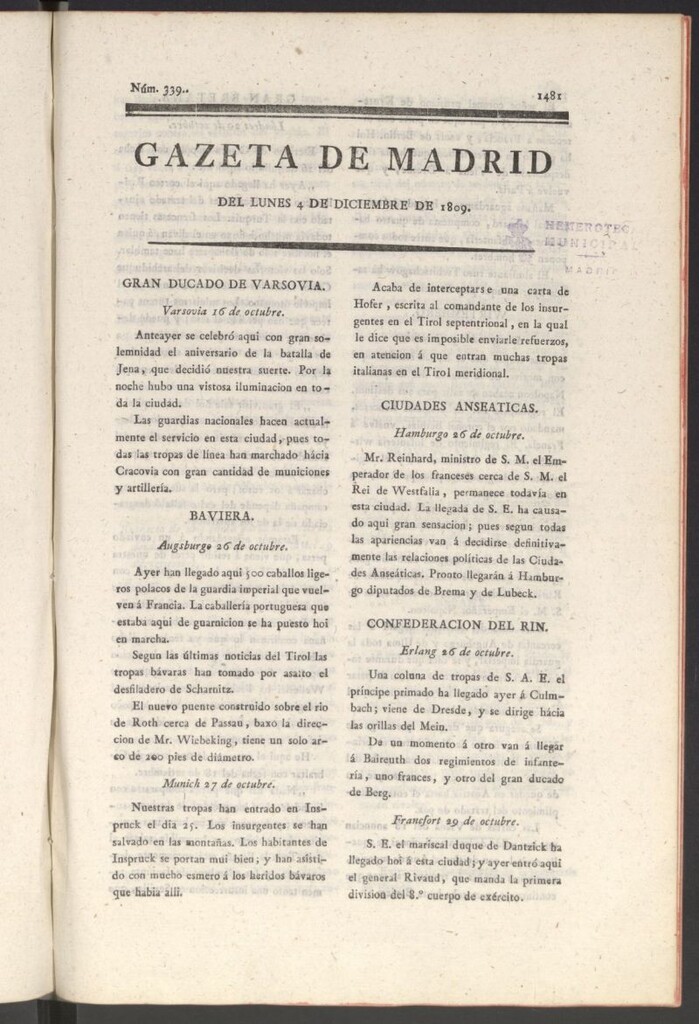 Núm. 339..
1481
GAZETA DE MADRID
DEL LUNES 4 DE DICIEMBRE DE 1809.
HEMEROTEC
MUNICIPAL
MADRID
GRAN DUCADO DE VARSOVIA.
Varsovia 16 de octubre.
Anteayer se celebró aqui con gran so-
lemnidad el aniversario de la batalla de
Jena, que decidió nuestra suerte. Por la
noche hubo una vistosa iluminacion en to-
da la ciudad.
Las guardias nacionales hacen actual-
mente el servicio en esta ciudad, pues to-
das las tropas de línea han marchado hácia
Cracovia con gran cantidad de municiones
y artillería.
BAVIERA.
Augsburgo 26 de octubre.
Ayer han llegado aqui 500 caballos lige-
ros polacos de la guardia imperial que vuel-
ven á Francia. La caballería portuguesa que
estaba aqui de guarnicion se ha puesto hoi
en marcha.
Segun las últimas noticias del Tirol las
tropas bávaras han tomado por asalto el
desfiladero de Scharnitz.
El nuevo puente construido sobre el rio
de Roth cerca de Passau, baxo la direc-
cion de Mr. Wiebeking, tiene un solo ar-
co de 200 pies de diámetro.
Munich 27 de octubre.
Nuestras tropas han entrado en Ins-
pruck el dia 25. Los insurgentes se han
salvado en las montañas. Los habitantes de
Inspruck se portan mui bien; y han asisti-
do con mucho esmero á los heridos bávaros
que habia alli.
Acaba de interceptarse una carta de
Hofer, escrita al comandante de los insur-
gentes en el Tirol septentrional, en la qual
le dice que es imposible enviarle refuerzos,
en atencion á que entran muchas tropas
italianas en el Tirol meridional.
CIUDADES ANSEATICAS.
Hamburgo 26 de octubre.
Mr. Reinhard, ministro de S. M. el Em-
perador de los franceses cerca de S. M. el
Rei de Westfalia, permanece todavía en
esta ciudad. La llegada de S. E. ha causa-
do aqui gran sensacion; pues segun todas
las apariencias van á decidirse definitiva-
mente las relaciones políticas de las Ciuda-
des Anseáticas. Pronto llegarán á Hambur-
go diputados de Brema y de Lubeck.
CONFEDERACION DEL RIN.
Erlang 26 de octubre.
Una coluna de tropas de S. A. E. el
príncipe primado ha llegado ayer á Culm-
bach; viene de Dresde, y se dirige hácia
las orillas del Mein.
De un momento á otro van á llegar
á Baireuth dos regimientos de infante-
ría, uno frances, y otro del gran ducado
de Berg.
Francfort 29 de octubre.
S. E. el mariscal duque de Dantzick ha
llegado hoi á esta ciudad; y ayer entró aqui
el general Rivaud, que manda la primera
division del 8.º cuerpo de exército.